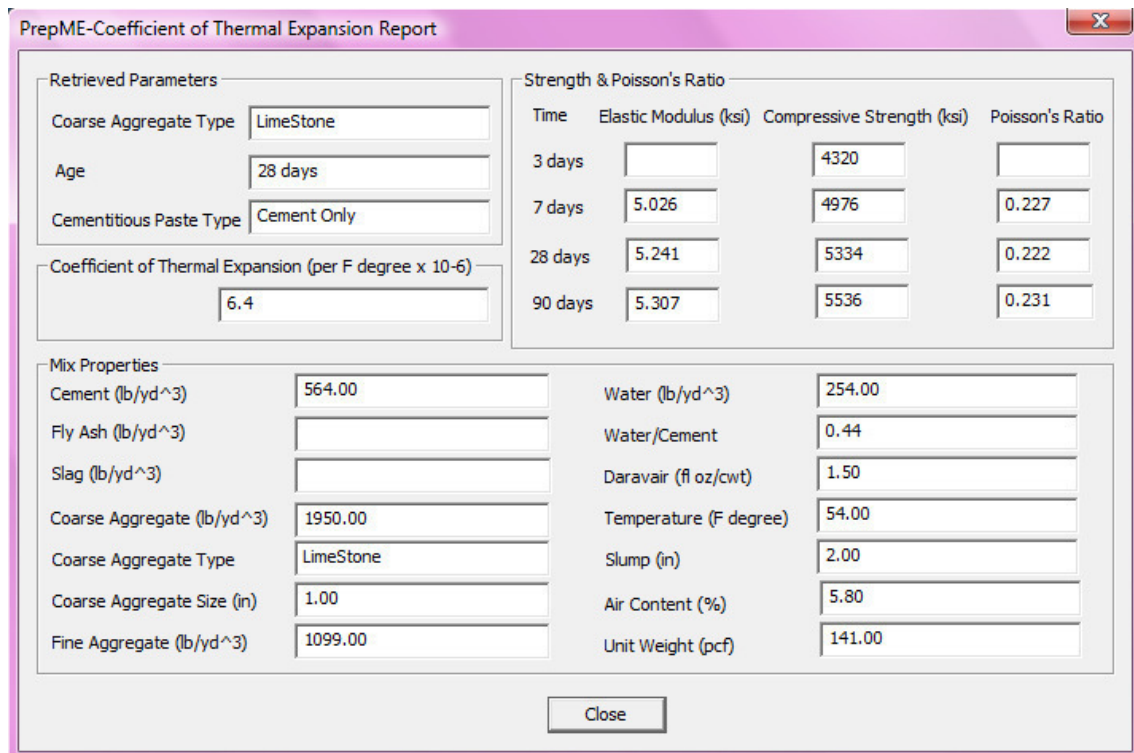 PrepME-Coefficient of Thermal Expansion Report
X
Retrieved Parameters
Coarse Aggregate Type LimeStone
Age 28 days
Cementitious Paste Type Cement Only
Coefficient of Thermal Expansion (per F degree x 10-6)
6.4
Strength & Poisson's Ratio
Time Elastic Modulus (ksi) Compressive Strength (ksi) Poisson's Ratio
3 days 4320
7 days 5.026 4976 0.227
28 days 5.241 5334 0.222
90 days 5.307 5536 0.231
Mix Properties
Cement (lb/yd^3) 564.00
Fly Ash (lb/yd^3)
Slag (lb/yd^3)
Coarse Aggregate (lb/yd^3) 1950.00
Coarse Aggregate Type LimeStone
Coarse Aggregate Size (in) 1.00
Fine Aggregate (lb/yd^3) 1099.00
Water (lb/yd^3) 254.00
Water/Cement 0.44
Daravair (fl oz/cwt) 1.50
Temperature (F degree) 54.00
Slump (in) 2.00
Air Content (%) 5.80
Unit Weight (pcf) 141.00
Close